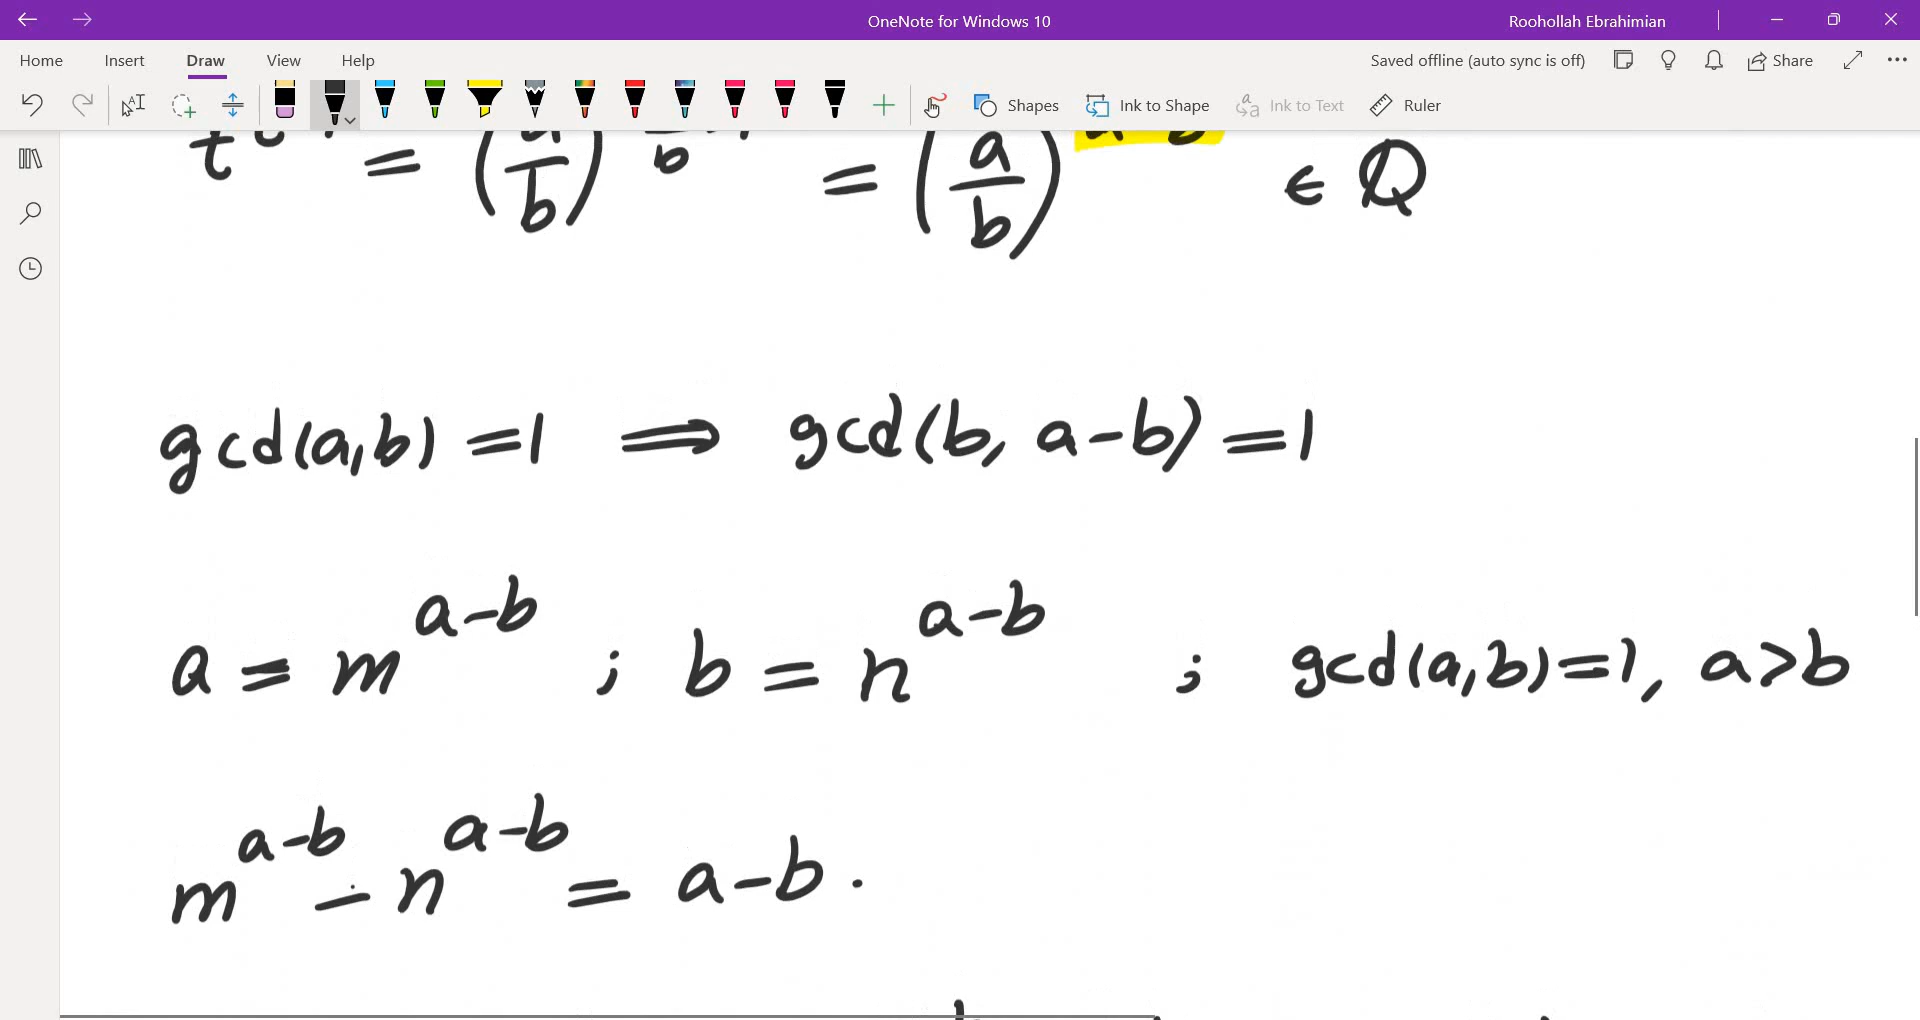 OneNote for Windows 10 Roohollah Ebrahimian
Home Insert Draw View Help Saved offline (auto sync is off) Share
Shapes Ink to Shape Ink to Text Ruler
= (a/b) b = (a/b) ∈ Q
gcd(a,b) = 1 ⟹ gcd(b, a-b) = 1
a = m^(a-b) ; b = n^(a-b) ; gcd(a,b)=1, a>b
m^(a-b) - n^(a-b) = a-b.